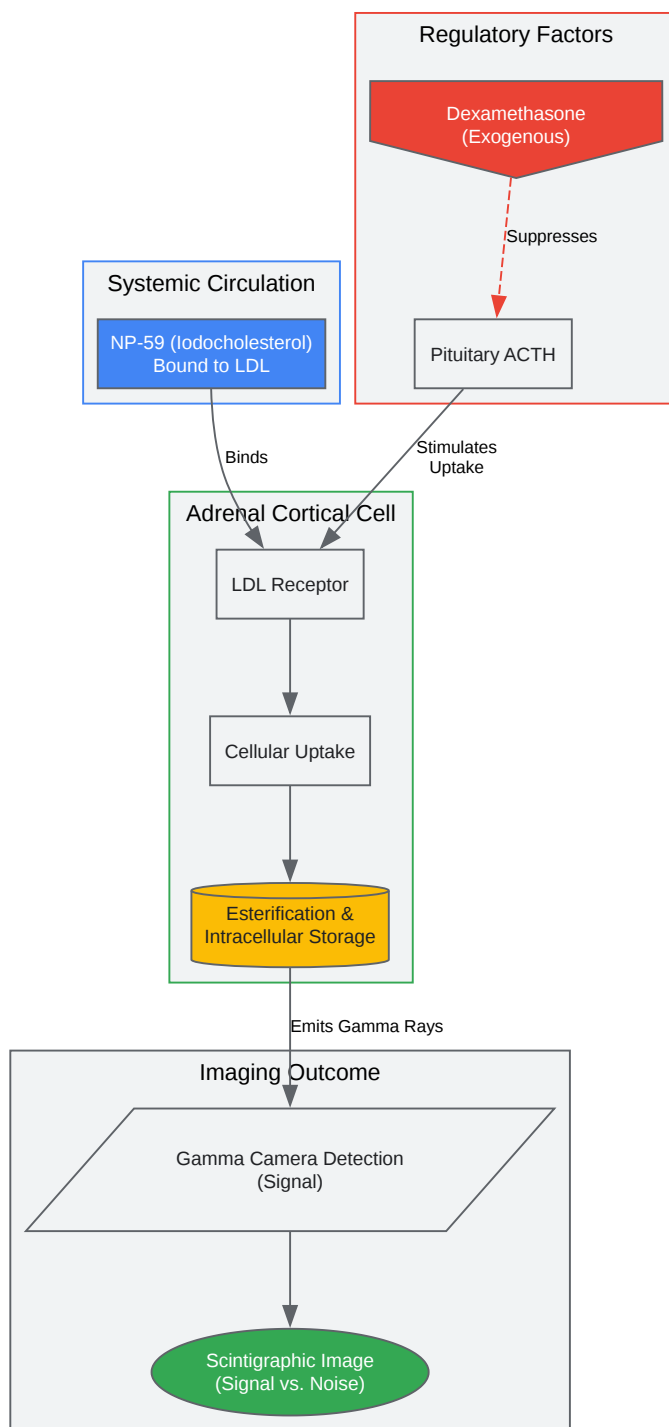 Regulatory Factors
Dexamethasone
(Exogenous)
Suppresses
Systemic Circulation
NP-59 (Iodocholesterol)
Bound to LDL
Pituitary ACTH
Binds
Stimulates
Uptake
Adrenal Cortical Cell
LDL Receptor
Cellular Uptake
Esterification &
Intracellular Storage
Emits Gamma Rays
Imaging Outcome
Gamma Camera Detection
(Signal)
Scintigraphic Image
(Signal vs. Noise)